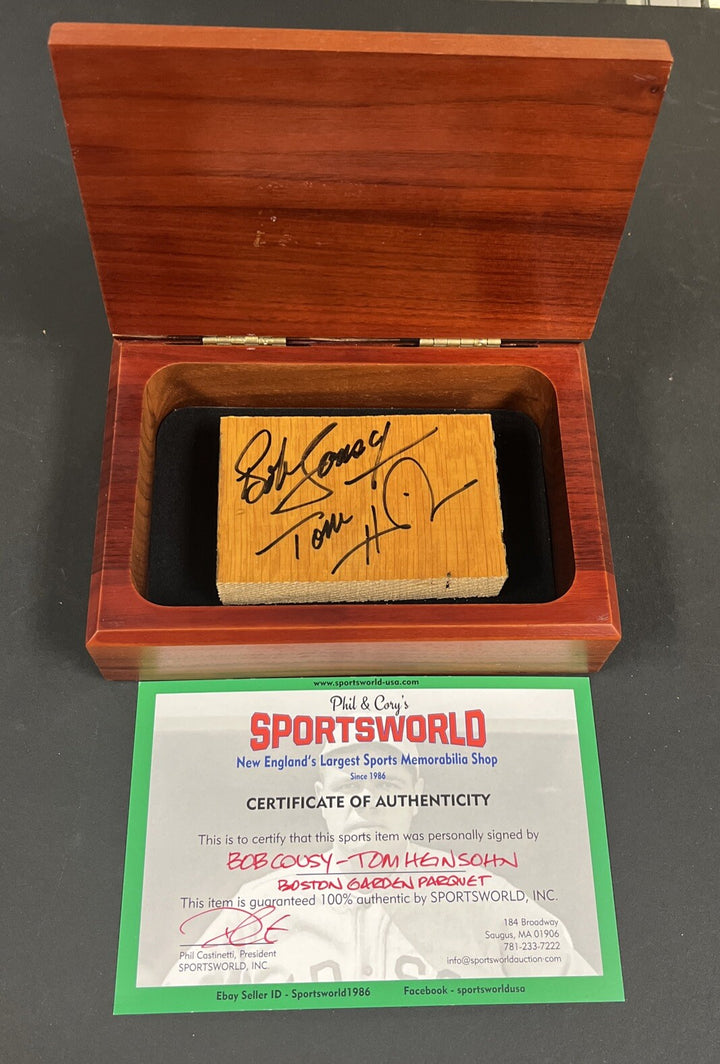 Bob Cousy
Tom H
www.sportsworld-usa.com
Phil & Cory's
SPORTSWORLD
New England's Largest Sports Memorabilia Shop
Since 1986
CERTIFICATE OF AUTHENTICITY
This is to certify that this sports item was personally signed by
BOB COUSY - TOM HEINSOHN
BOSTON GARDEN PARQUET
This item is guaranteed 100% authentic by SPORTSWORLD, INC.
Phil Castinetti, President
SPORTSWORLD, INC.
184 Broadway
Saugus, MA 01906
781-233-7222
info@sportsworldauction.com
Ebay Seller ID - Sportsworld1986
Facebook - sportsworldusa